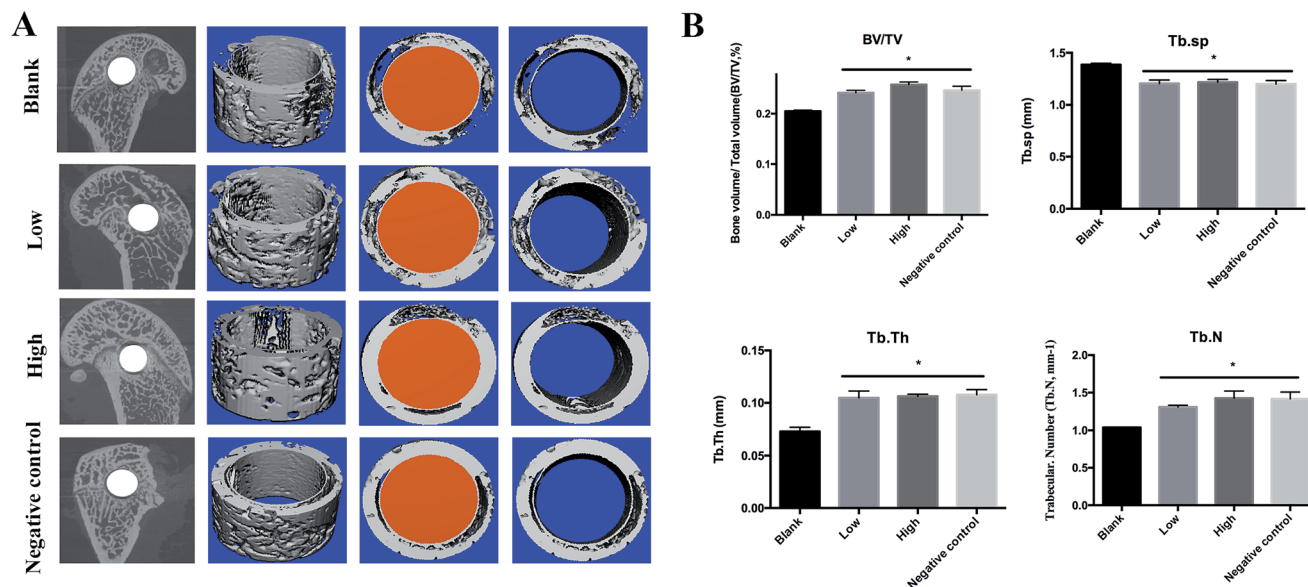 A
Blank
Low
High
Negative control
B
BV/TV
Bone volume/ Total volume(BV/TV,%)
0.2
0.1
0.0
*
Blank
Low
High
Negative control
Tb.sp
Tb.sp (mm)
1.5
1.0
0.5
0.0
*
Blank
Low
High
Negative control
Tb.Th
Tb.Th (mm)
0.15
0.10
0.05
0.00
*
Blank
Low
High
Negative control
Tb.N
Trabecular. Number (Tb.N, mm-1)
2.0
1.5
1.0
0.5
0.0
*
Blank
Low
High
Negative control